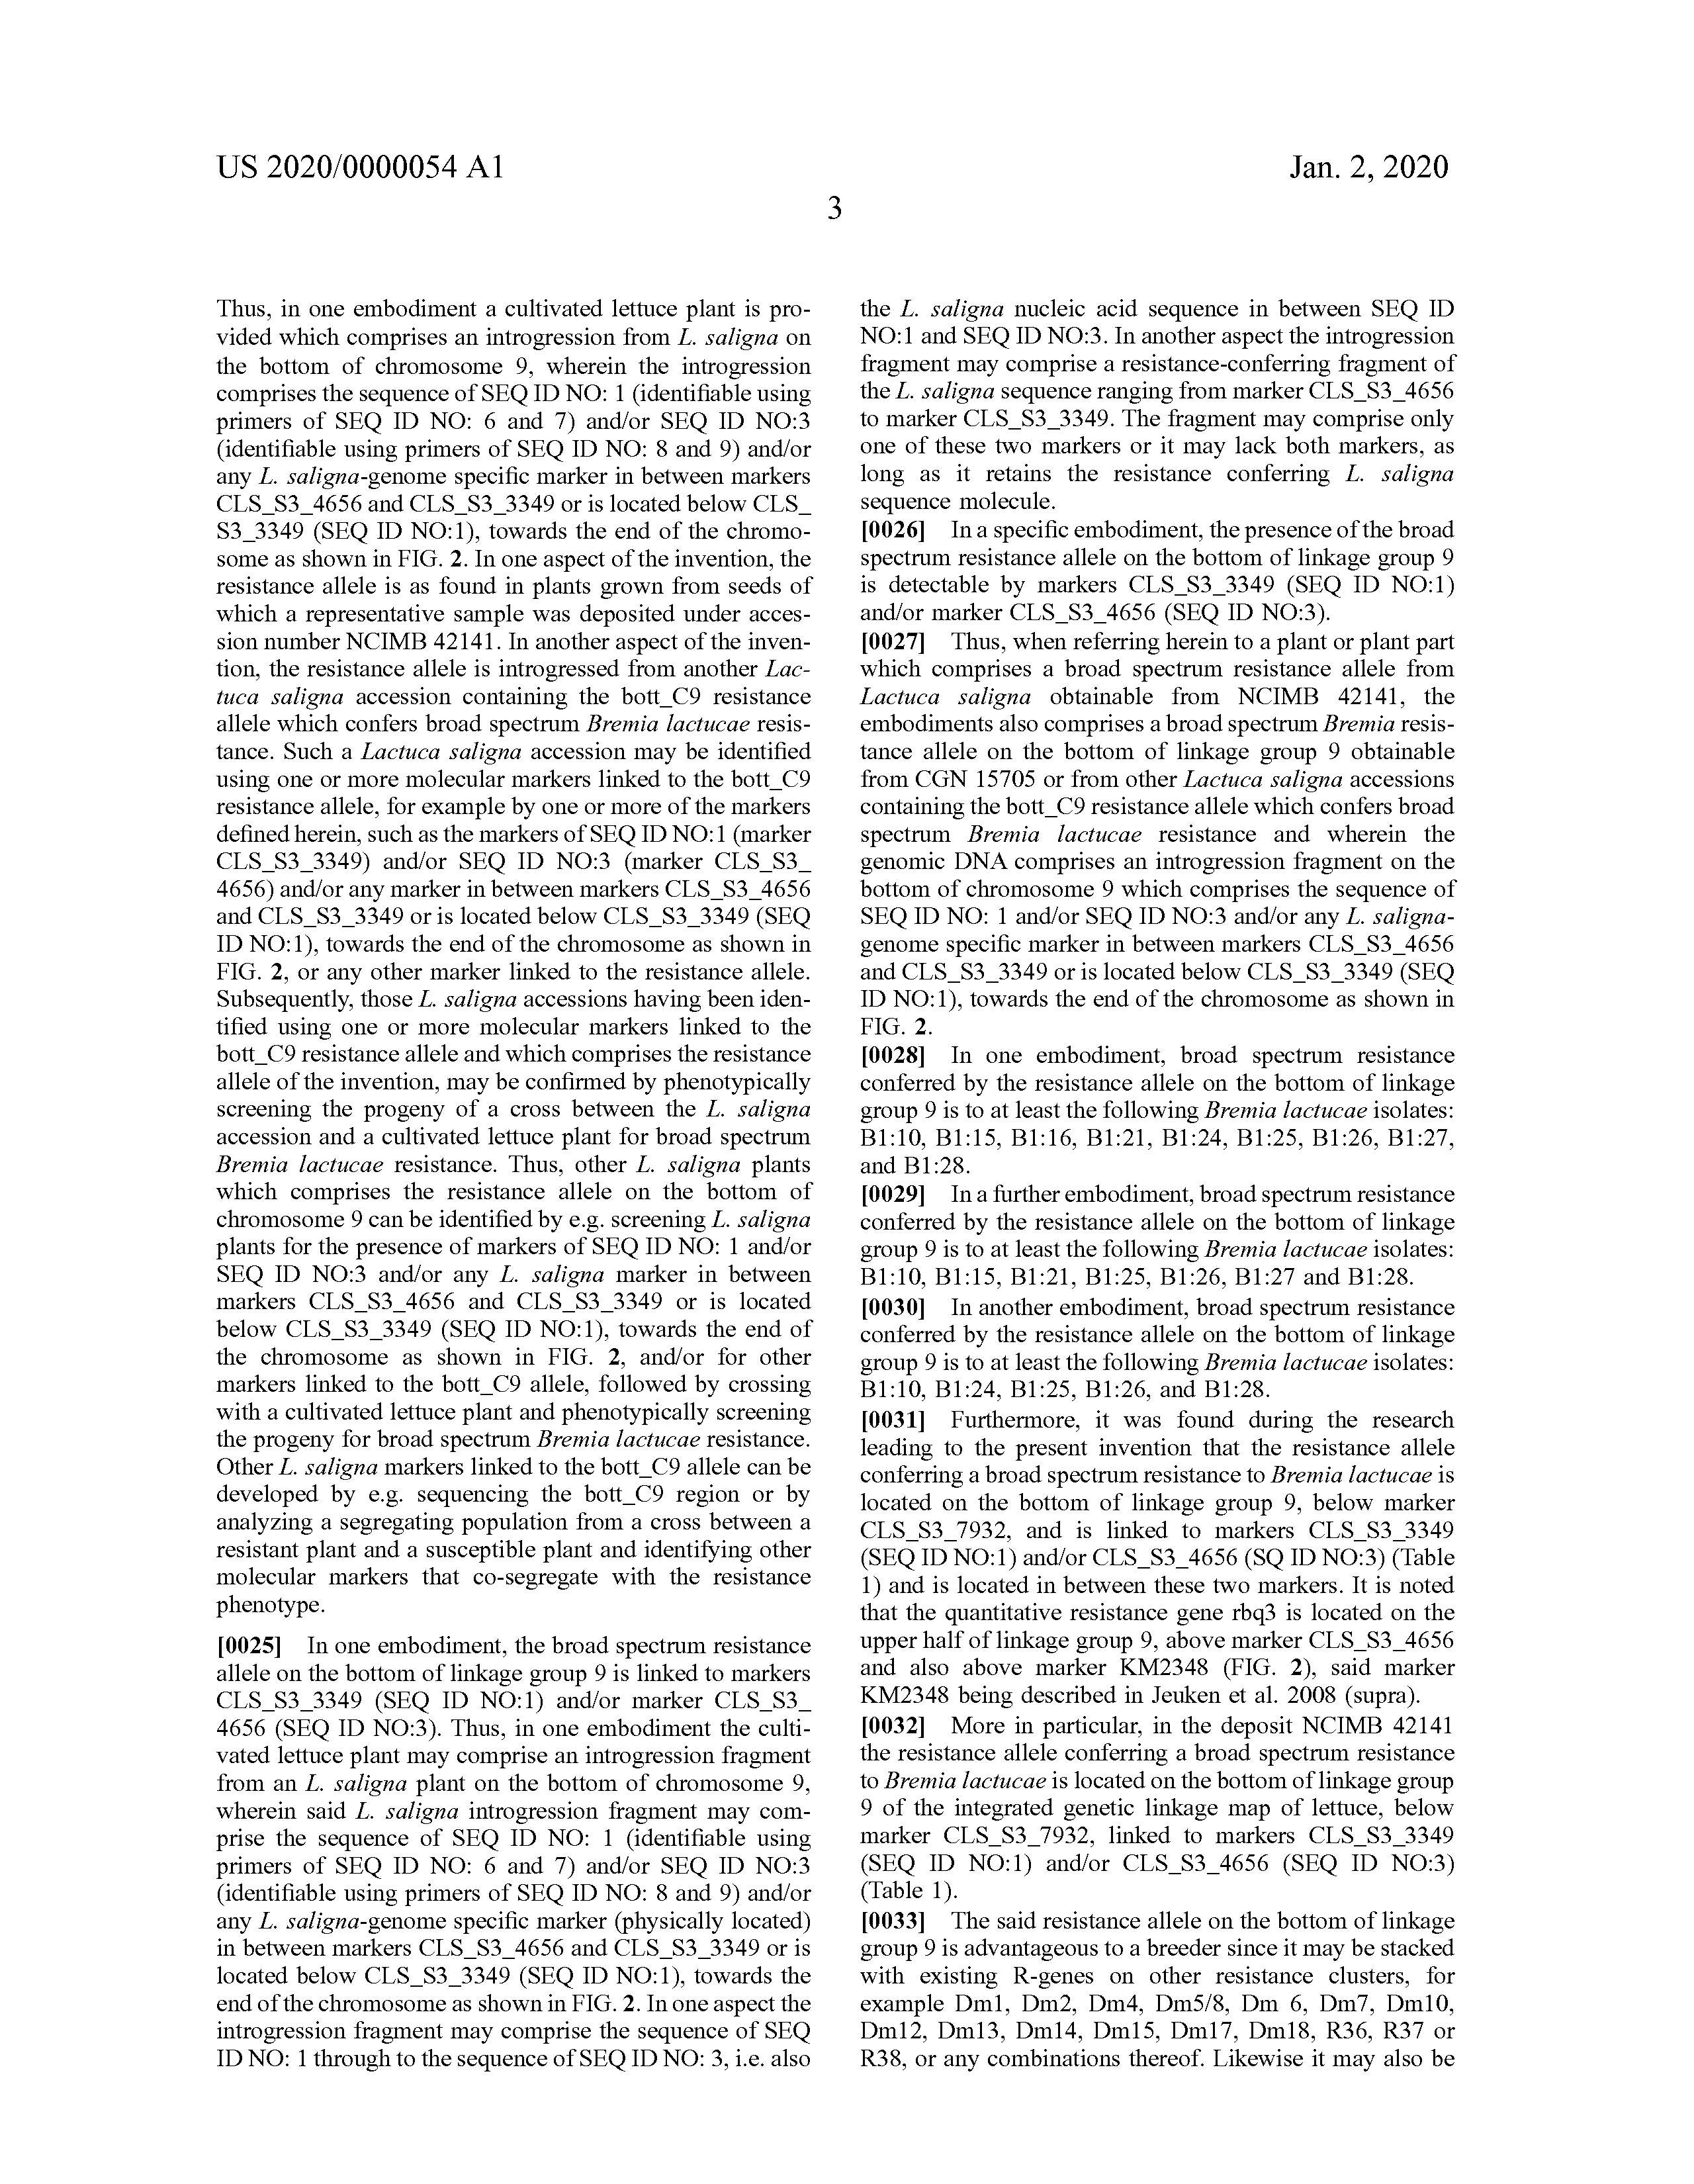 US 2020/0000054 A1
Jan. 2, 2020
3
Thus, in one embodiment a cultivated lettuce plant is pro-
vided which comprises an introgression from L. saligna on
the bottom of chromosome 9, wherein the introgression
comprises the sequence of SEQ ID NO: 1 (identifiable using
primers of SEQ ID NO: 6 and 7) and/or SEQ ID NO:3
(identifiable using primers of SEQ ID NO: 8 and 9) and/or
any L. saligna-genome specific marker in between markers
CLS_S3_4656 and CLS_S3_3349 or is located below CLS_
S3_3349 (SEQ ID NO:1), towards the end of the chromo-
some as shown in FIG. 2. In one aspect of the invention, the
resistance allele is as found in plants grown from seeds of
which a representative sample was deposited under acces-
sion number NCIMB 42141. In another aspect of the inven-
tion, the resistance allele is introgressed from another Lac-
tuca saligna accession containing the bott_C9 resistance
allele which confers broad spectrum Bremia lactucae resis-
tance. Such a Lactuca saligna accession may be identified
using one or more molecular markers linked to the bott_C9
resistance allele, for example by one or more of the markers
defined herein, such as the markers of SEQ ID NO:1 (marker
CLS_S3_3349) and/or SEQ ID NO:3 (marker CLS_S3_
4656) and/or any marker in between markers CLS_S3_4656
and CLS_S3_3349 or is located below CLS_S3_3349 (SEQ
ID NO:1), towards the end of the chromosome as shown in
FIG. 2, or any other marker linked to the resistance allele.
Subsequently, those L. saligna accessions having been iden-
tified using one or more molecular markers linked to the
bott_C9 resistance allele and which comprises the resistance
allele of the invention, may be confirmed by phenotypically
screening the progeny of a cross between the L. saligna
accession and a cultivated lettuce plant for broad spectrum
Bremia lactucae resistance. Thus, other L. saligna plants
which comprises the resistance allele on the bottom of
chromosome 9 can be identified by e.g. screening L. saligna
plants for the presence of markers of SEQ ID NO: 1 and/or
SEQ ID NO:3 and/or any L. saligna marker in between
markers CLS_S3_4656 and CLS_S3_3349 or is located
below CLS_S3_3349 (SEQ ID NO:1), towards the end of
the chromosome as shown in FIG. 2, and/or for other
markers linked to the bott_C9 allele, followed by crossing
with a cultivated lettuce plant and phenotypically screening
the progeny for broad spectrum Bremia lactucae resistance.
Other L. saligna markers linked to the bott_C9 allele can be
developed by e.g. sequencing the bott_C9 region or by
analyzing a segregating population from a cross between a
resistant plant and a susceptible plant and identifying other
molecular markers that co-segregate with the resistance
phenotype.
[0025] In one embodiment, the broad spectrum resistance
allele on the bottom of linkage group 9 is linked to markers
CLS_S3_3349 (SEQ ID NO:1) and/or marker CLS_S3_
4656 (SEQ ID NO:3). Thus, in one embodiment the culti-
vated lettuce plant may comprise an introgression fragment
from an L. saligna plant on the bottom of chromosome 9,
wherein said L. saligna introgression fragment may com-
prise the sequence of SEQ ID NO: 1 (identifiable using
primers of SEQ ID NO: 6 and 7) and/or SEQ ID NO:3
(identifiable using primers of SEQ ID NO: 8 and 9) and/or
any L. saligna-genome specific marker (physically located)
in between markers CLS_S3_4656 and CLS_S3_3349 or is
located below CLS_S3_3349 (SEQ ID NO:1), towards the
end of the chromosome as shown in FIG. 2. In one aspect the
introgression fragment may comprise the sequence of SEQ
ID NO: 1 through to the sequence of SEQ ID NO: 3, i.e. also
the L. saligna nucleic acid sequence in between SEQ ID
NO:1 and SEQ ID NO:3. In another aspect the introgression
fragment may comprise a resistance-conferring fragment of
the L. saligna sequence ranging from marker CLS_S3_4656
to marker CLS_S3_3349. The fragment may comprise only
one of these two markers or it may lack both markers, as
long as it retains the resistance conferring L. saligna
sequence molecule.
[0026] In a specific embodiment, the presence of the broad
spectrum resistance allele on the bottom of linkage group 9
is detectable by markers CLS_S3_3349 (SEQ ID NO:1)
and/or marker CLS_S3_4656 (SEQ ID NO:3).
[0027] Thus, when referring herein to a plant or plant part
which comprises a broad spectrum resistance allele from
Lactuca saligna obtainable from NCIMB 42141, the
embodiments also comprises a broad spectrum Bremia resis-
tance allele on the bottom of linkage group 9 obtainable
from CGN 15705 or from other Lactuca saligna accessions
containing the bott_C9 resistance allele which confers broad
spectrum Bremia lactucae resistance and wherein the
genomic DNA comprises an introgression fragment on the
bottom of chromosome 9 which comprises the sequence of
SEQ ID NO: 1 and/or SEQ ID NO:3 and/or any L. saligna-
genome specific marker in between markers CLS_S3_4656
and CLS_S3_3349 or is located below CLS_S3_3349 (SEQ
ID NO:1), towards the end of the chromosome as shown in
FIG. 2.
[0028] In one embodiment, broad spectrum resistance
conferred by the resistance allele on the bottom of linkage
group 9 is to at least the following Bremia lactucae isolates:
B1:10, B1:15, B1:16, B1:21, B1:24, B1:25, B1:26, B1:27,
and B1:28.
[0029] In a further embodiment, broad spectrum resistance
conferred by the resistance allele on the bottom of linkage
group 9 is to at least the following Bremia lactucae isolates:
B1:10, B1:15, B1:21, B1:25, B1:26, B1:27 and B1:28.
[0030] In another embodiment, broad spectrum resistance
conferred by the resistance allele on the bottom of linkage
group 9 is to at least the following Bremia lactucae isolates:
B1:10, B1:24, B1:25, B1:26, and B1:28.
[0031] Furthermore, it was found during the research
leading to the present invention that the resistance allele
conferring a broad spectrum resistance to Bremia lactucae is
located on the bottom of linkage group 9, below marker
CLS_S3_7932, and is linked to markers CLS_S3_3349
(SEQ ID NO:1) and/or CLS_S3_4656 (SQ ID NO:3) (Table
1) and is located in between these two markers. It is noted
that the quantitative resistance gene rbq3 is located on the
upper half of linkage group 9, above marker CLS_S3_4656
and also above marker KM2348 (FIG. 2), said marker
KM2348 being described in Jeuken et al. 2008 (supra).
[0032] More in particular, in the deposit NCIMB 42141
the resistance allele conferring a broad spectrum resistance
to Bremia lactucae is located on the bottom of linkage group
9 of the integrated genetic linkage map of lettuce, below
marker CLS_S3_7932, linked to markers CLS_S3_3349
(SEQ ID NO:1) and/or CLS_S3_4656 (SEQ ID NO:3)
(Table 1).
[0033] The said resistance allele on the bottom of linkage
group 9 is advantageous to a breeder since it may be stacked
with existing R-genes on other resistance clusters, for
example Dm1, Dm2, Dm4, Dm5/8, Dm 6, Dm7, Dm10,
Dm12, Dm13, Dm14, Dm15, Dm17, Dm18, R36, R37 or
R38, or any combinations thereof. Likewise it may also be